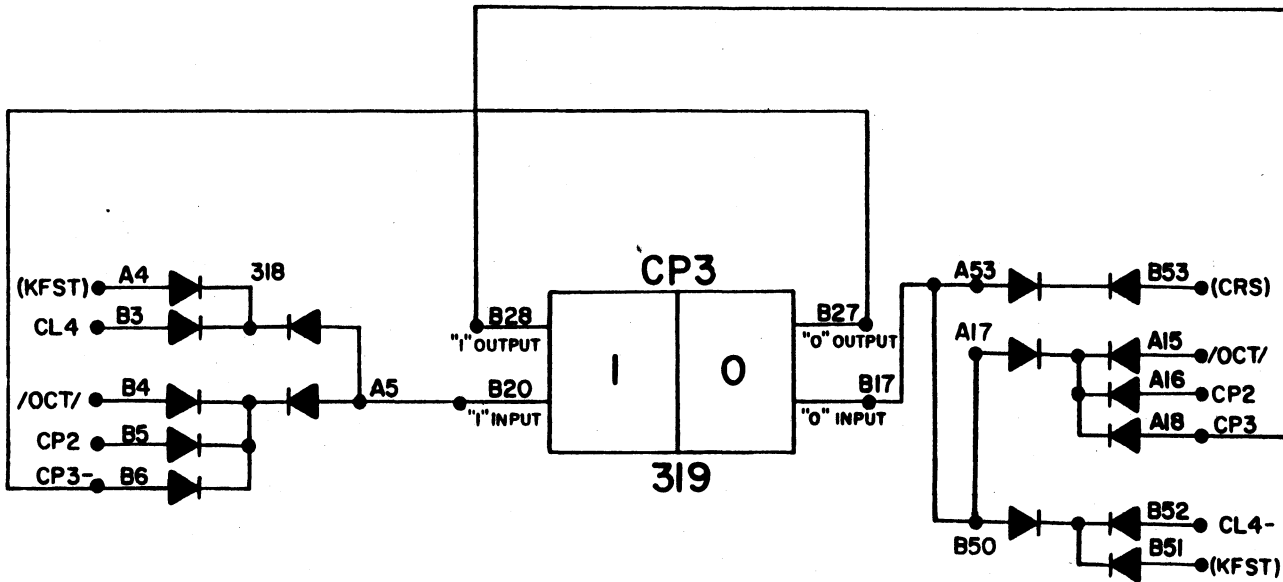 CP3
(KFST) A4 318
CL4 B3
/OCT/ B4
CP2 B5
CP3- B6
A5
B28
"1" OUTPUT
B20
"1" INPUT
1 0
319
B27
"0" OUTPUT
B17
"0" INPUT
A53 B53 (CRS)
A17 A15 /OCT/
A16 CP2
A18 CP3
B50 B52 CL4-
B51 (KFST)